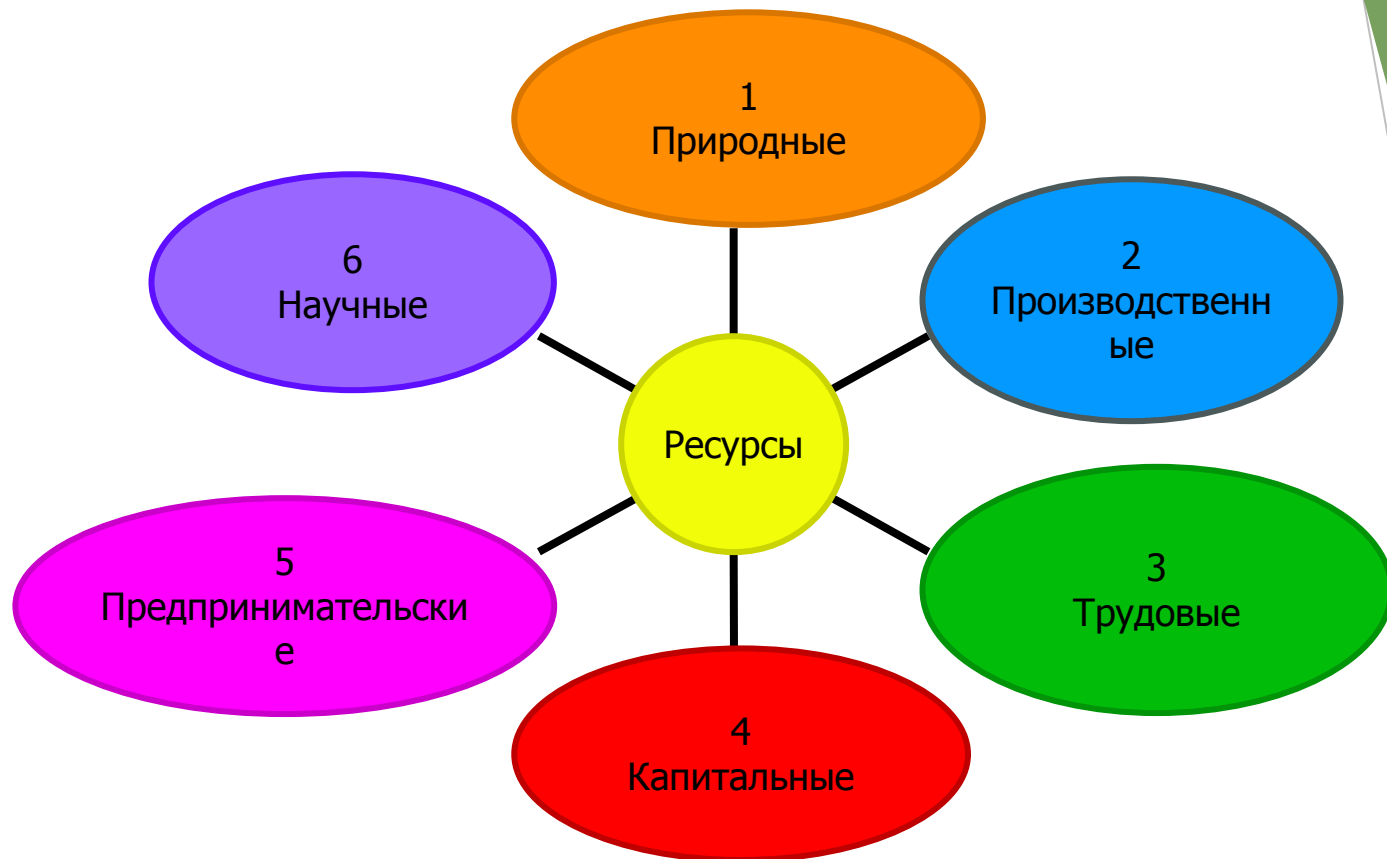 1
Природные
2
Производственн
ые
3
Трудовые
4
Капитальные
5
Предпринимательски
е
6
Научные
Ресурсы